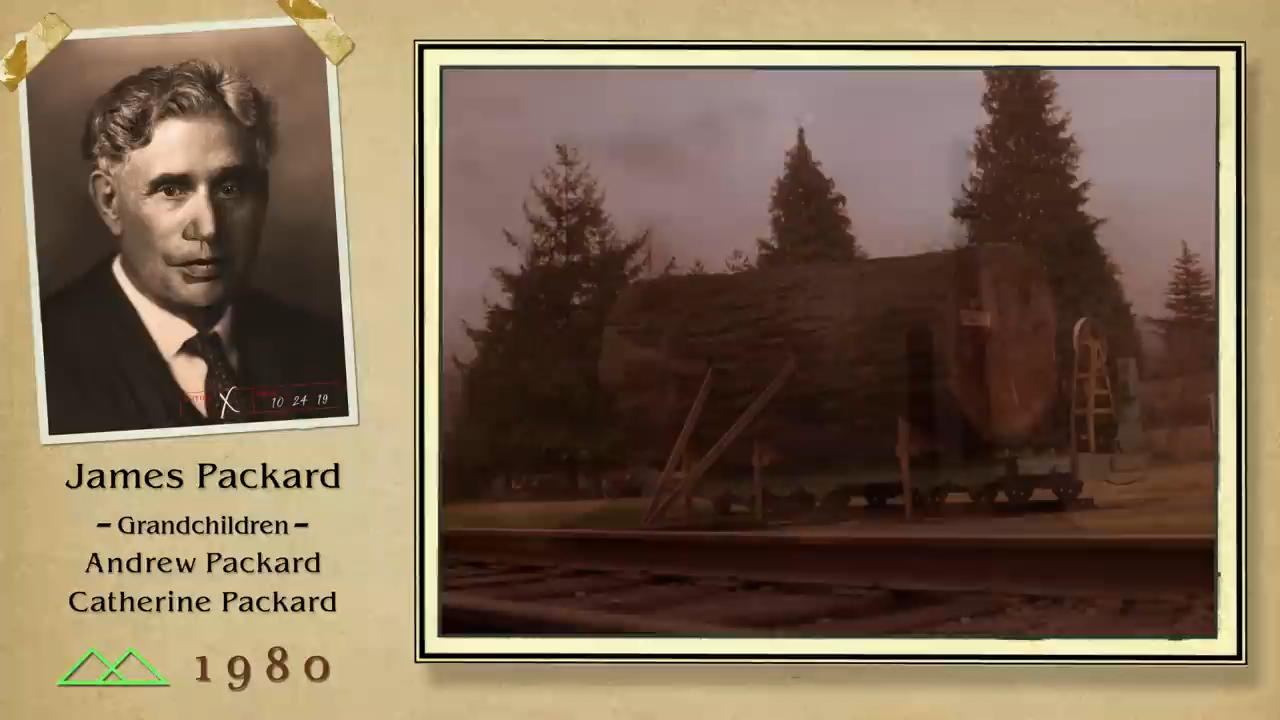 X 10 24 19
James Packard
- Grandchildren -
Andrew Packard
Catherine Packard
1980